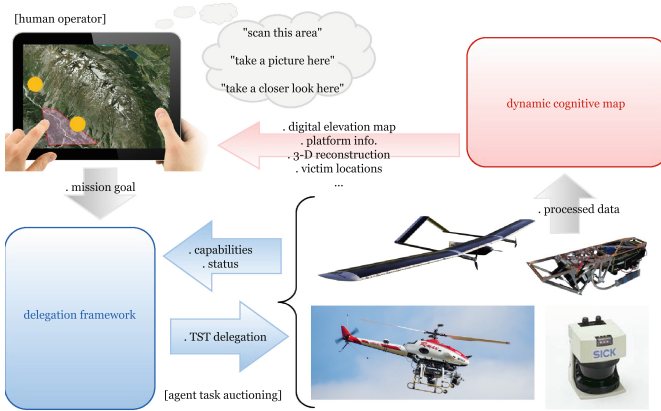 [human operator]
"scan this area"
"take a picture here"
"take a closer look here"
dynamic cognitive map
. digital elevation map
. platform info.
. 3-D reconstruction
. victim locations
...
. mission goal
. processed data
. capabilities
. status
delegation framework
. TST delegation
[agent task auctioning]
SICK